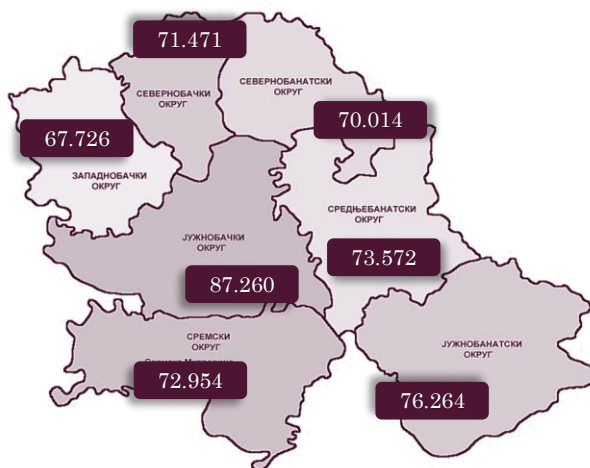 71.471
СЕВЕРНОБАЧКИ
ОКРУГ
СЕВЕРНОБАНАТСКИ
ОКРУГ
70.014
67.726
ЗАПАДНОБАЧКИ
ОКРУГ
ЈУЖНОБАЧКИ
ОКРУГ
87.260
СРЕДЊЕБАНАТСКИ
ОКРУГ
73.572
СРЕМСКИ
ОКРУГ
72.954
ЈУЖНОБАНАТСКИ
ОКРУГ
76.264